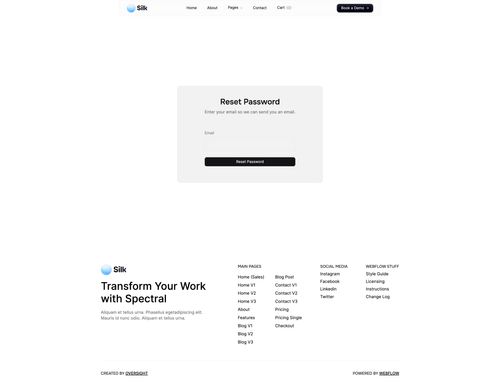 Silk
Home About Pages Contact Cart (0) Book a Demo
Reset Password
Enter your email so we can send you an email.
Email
Reset Password
Silk
Transform Your Work
with Spectral
Aliquam et tellus urna. Phasellus egetadipiscing elit.
Mauris id nunc odio. Aliquam et tellus urna.
MAIN PAGES
Home (Sales)
Home V1
Home V2
Home V3
About
Features
Blog V1
Blog V2
Blog V3
Blog Post
Contact V1
Contact V2
Contact V3
Pricing
Pricing Single
Checkout
SOCIAL MEDIA
Instagram
Facebook
Linkedin
Twitter
WEBFLOW STUFF
Style Guide
Licensing
Instructions
Change Log
CREATED BY OVERSIGHT
POWERED BY WEBFLOW